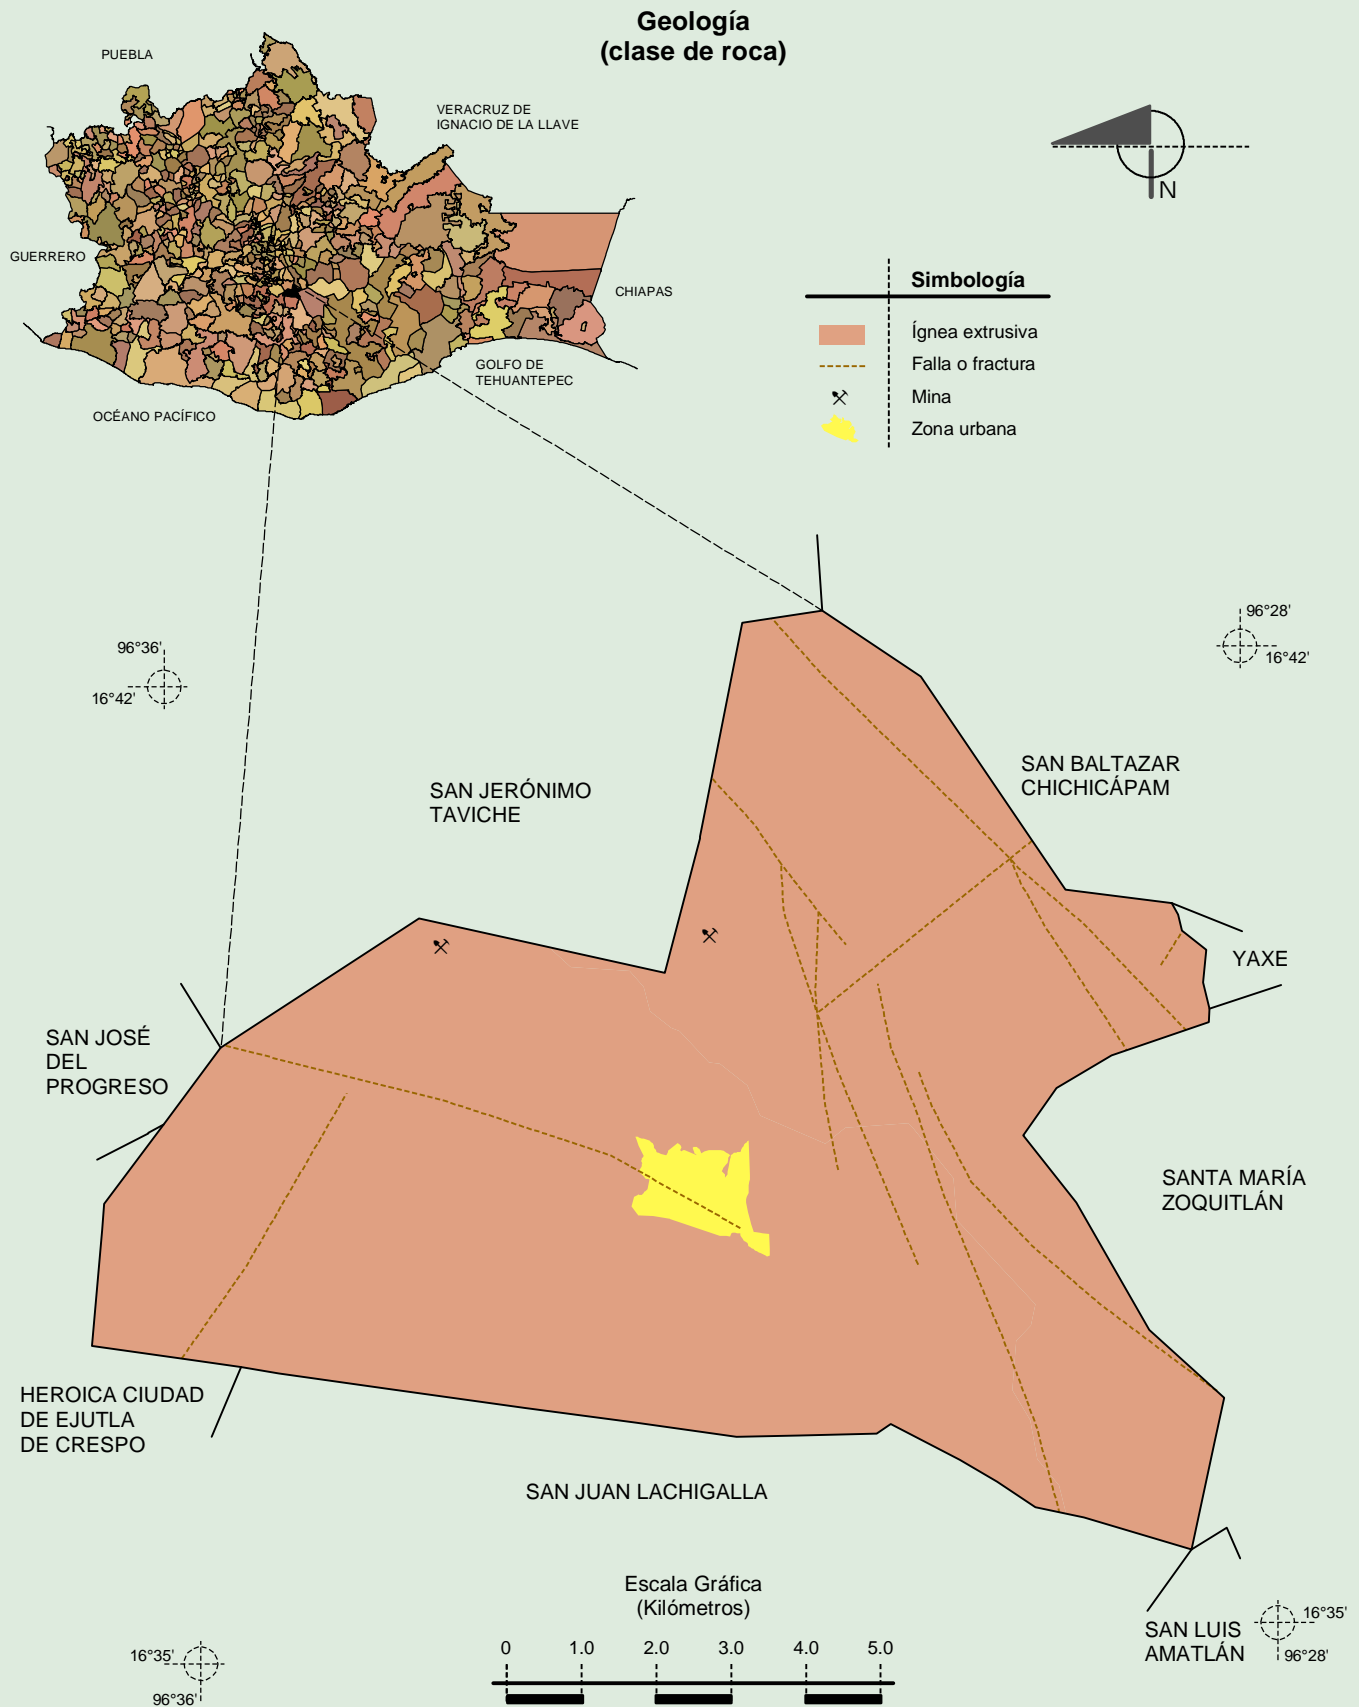 Geología
(clase de roca)
PUEBLA
VERACRUZ DE
IGNACIO DE LA LLAVE
GUERRERO
CHIAPAS
GOLFO DE
TEHUANTEPEC
OCÉANO PACÍFICO
N
Simbología
Ígnea extrusiva
Falla o fractura
Mina
Zona urbana
96°36'
16°42'
96°28'
16°42'
SAN JERÓNIMO
TAVICHE
SAN BALTAZAR
CHICHICÁPAM
YAXE
SAN JOSÉ
DEL
PROGRESO
SANTA MARÍA
ZOQUITLÁN
HEROICA CIUDAD
DE EJUTLA
DE CRESPO
SAN JUAN LACHIGALLA
SAN LUIS
AMATLÁN
16°35'
96°28'
16°35'
96°36'
Escala Gráfica
(Kilómetros)
0 1.0 2.0 3.0 4.0 5.0